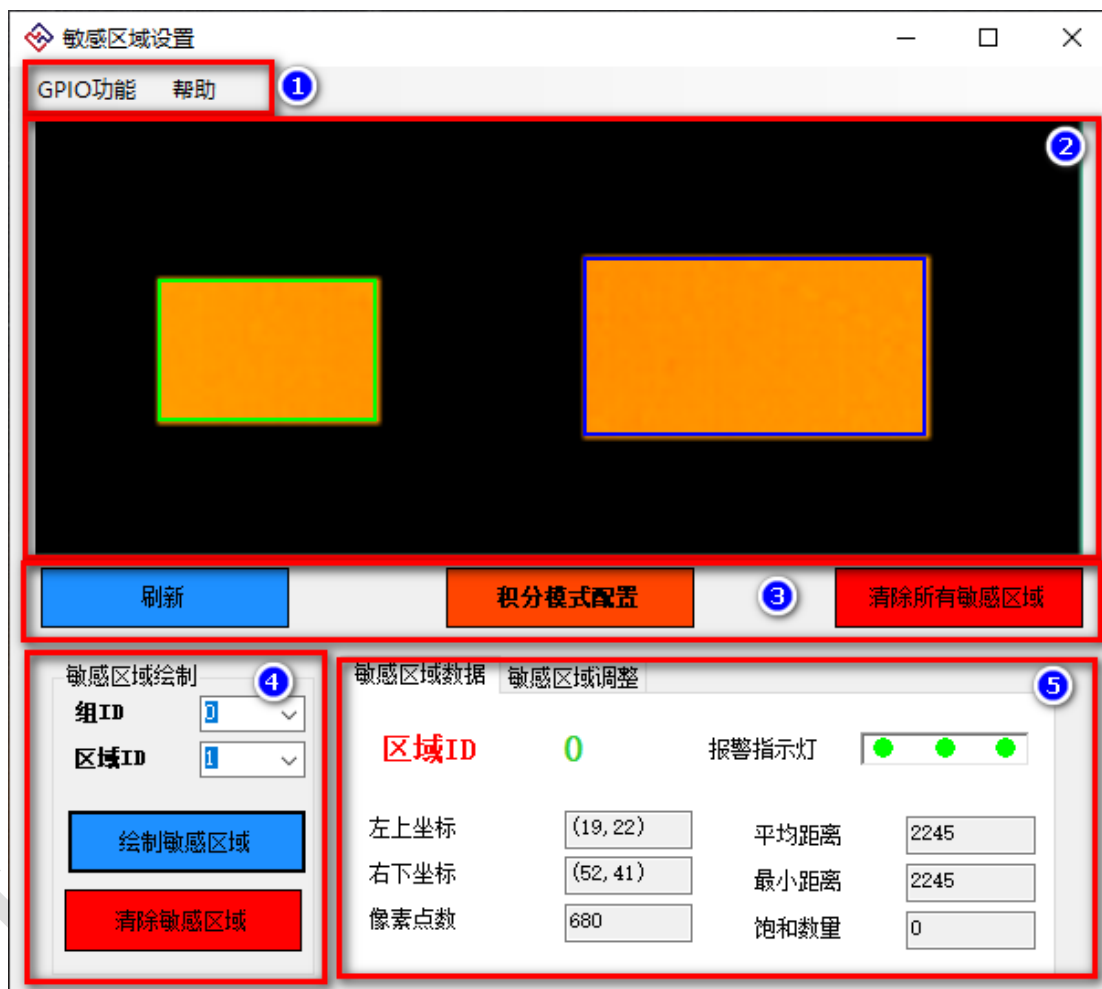 敏感区域设置
GPIO功能 帮助
1
2
刷新 积分模式配置 3 清除所有敏感区域
敏感区域绘制 4
组ID 0
区域ID 1
绘制敏感区域
清除敏感区域
敏感区域数据 敏感区域调整 5
区域ID 0 报警指示灯
左上坐标 (19,22) 平均距离 2245
右下坐标 (52,41) 最小距离 2245
像素点数 680 饱和数量 0